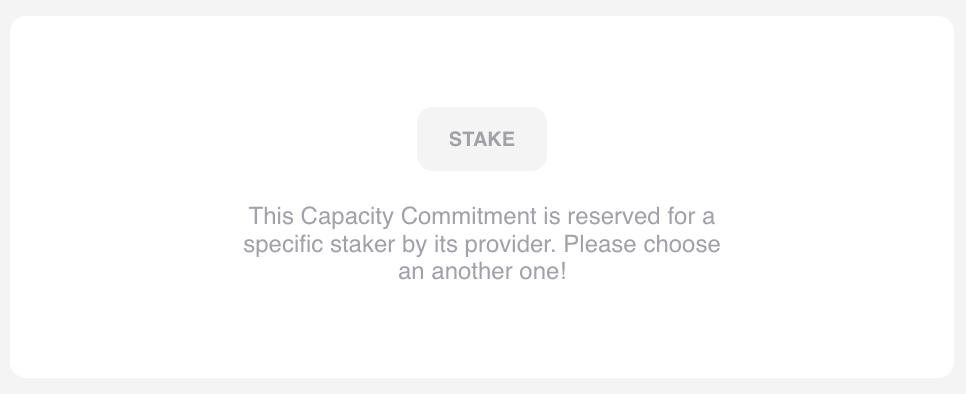 STAKE
This Capacity Commitment is reserved for a
specific staker by its provider. Please choose
an another one!